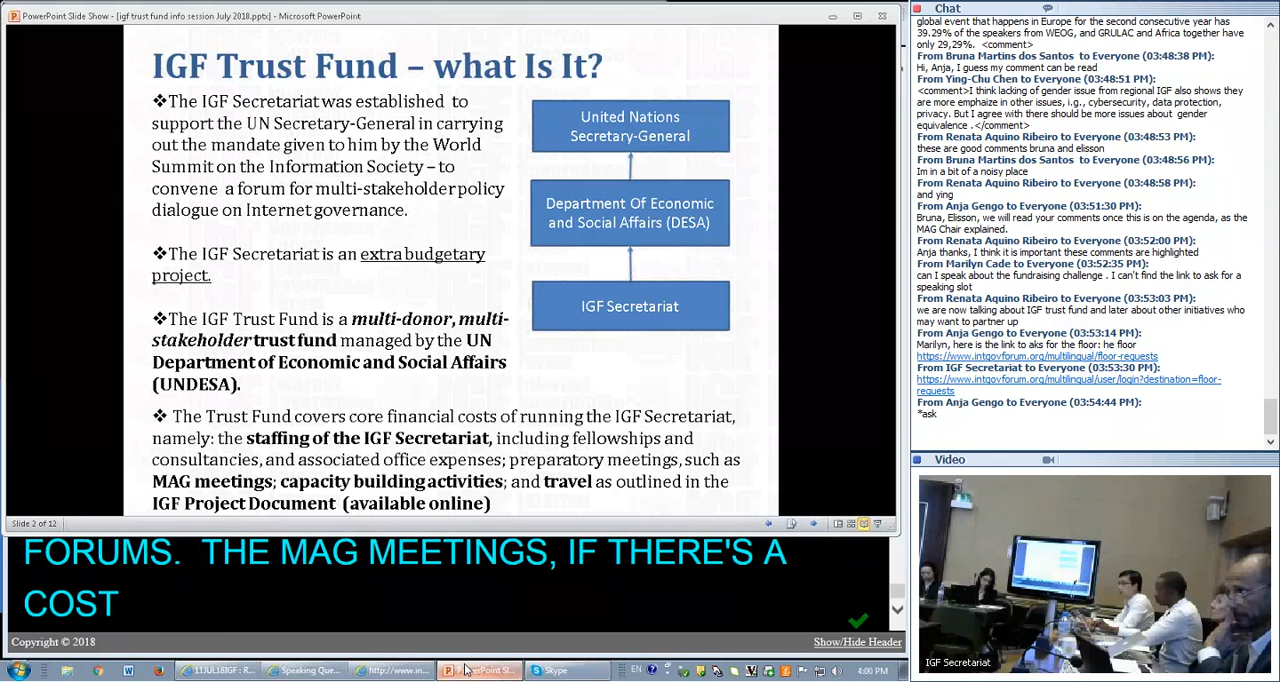 PowerPoint Slide Show - [igf trust fund info session July 2018.pptx] - Microsoft PowerPoint
IGF Trust Fund – what Is It?
❖The IGF Secretariat was established to
support the UN Secretary-General in carrying
out the mandate given to him by the World
Summit on the Information Society – to
convene a forum for multi-stakeholder policy
dialogue on Internet governance.
❖The IGF Secretariat is an extra budgetary
project.
❖The IGF Trust Fund is a multi-donor, multi-
stakeholder trust fund managed by the UN
Department of Economic and Social Affairs
(UNDESA).
❖ The Trust Fund covers core financial costs of running the IGF Secretariat,
namely: the staffing of the IGF Secretariat, including fellowships and
consultancies, and associated office expenses; preparatory meetings, such as
MAG meetings; capacity building activities; and travel as outlined in the
IGF Project Document (available online)
United Nations
Secretary-General
Department Of Economic
and Social Affairs (DESA)
IGF Secretariat
Slide 2 of 12
FORUMS. THE MAG MEETINGS, IF THERE'S A
COST
Copyright © 2018
Show/Hide Header
11JUL18IGF : R...
Speaking Que...
http://www.in...
PowerPoint Sl...
Skype
EN
4:00 PM
Chat
global event that happens in Europe for the second consecutive year has
39.29% of the speakers from WEOG, and GRULAC and Africa together have
only 29,29%. <comment>
From Bruna Martins dos Santos to Everyone (03:48:38 PM):
Hi, Anja, I guess my comment can be read
From Ying-Chu Chen to Everyone (03:48:51 PM):
<comment>I think lacking of gender issue from regional IGF also shows they
are more emphaize in other issues, i.g., cybersecurity, data protection,
privacy. But I agree with there should be more issues about gender
equivalence .</comment>
From Renata Aquino Ribeiro to Everyone (03:48:53 PM):
these are good comments bruna and elisson
From Bruna Martins dos Santos to Everyone (03:48:56 PM):
Im in a bit of a noisy place
From Renata Aquino Ribeiro to Everyone (03:48:58 PM):
and ying
From Anja Gengo to Everyone (03:51:30 PM):
Bruna, Elisson, we will read your comments once this is on the agenda, as the
MAG Chair explained.
From Renata Aquino Ribeiro to Everyone (03:52:00 PM):
Anja thanks, I think it is important these comments are highlighted
From Marilyn Cade to Everyone (03:52:35 PM):
can I speak about the fundraising challenge . I can't find the link to ask for a
speaking slot
From Renata Aquino Ribeiro to Everyone (03:53:03 PM):
we are now talking about IGF trust fund and later about other initiatives who
may want to partner up
From Anja Gengo to Everyone (03:53:14 PM):
Marilyn, here is the link to aks for the floor: he floor
https://www.intgovforum.org/multilingual/floor-requests
From IGF Secretariat to Everyone (03:53:30 PM):
https://www.intgovforum.org/multilingual/user/login?destination=floor-
requests
From Anja Gengo to Everyone (03:54:44 PM):
*ask
Video
IGF Secretariat